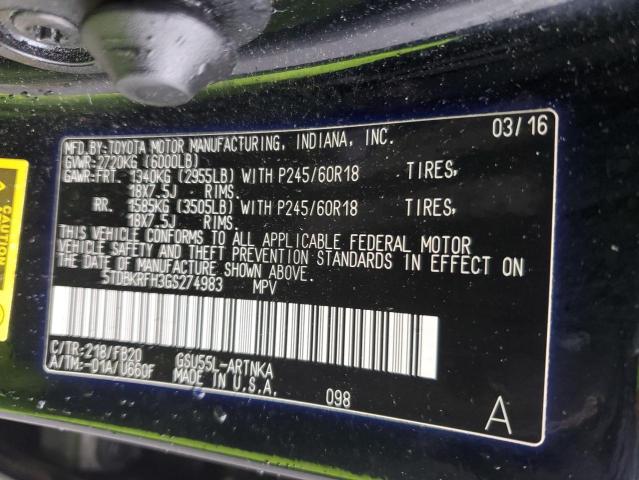 MFD.BY:TOYOTA MOTOR MANUFACTURING, INDIANA, INC. 03/16
GVWR:2720KG (6000LB)
GAWR:FRT. 1340KG (2955LB) WITH P245/60R18 TIRES,
18X7.5J RIMS,
RR. 1585KG (3505LB) WITH P245/60R18 TIRES,
18X7.5J RIMS.
THIS VEHICLE CONFORMS TO ALL APPLICABLE FEDERAL MOTOR
VEHICLE SAFETY AND THEFT PREVENTION STANDARDS IN EFFECT ON
THE DATE OF MANUFACTURE SHOWN ABOVE.
5TDBKRFH3GS274983 MPV
C/TR:218/FB20 GSU55L-ARTNKA
A/TM:-01A/U660F MADE IN U.S.A. 098 A
CAUTION